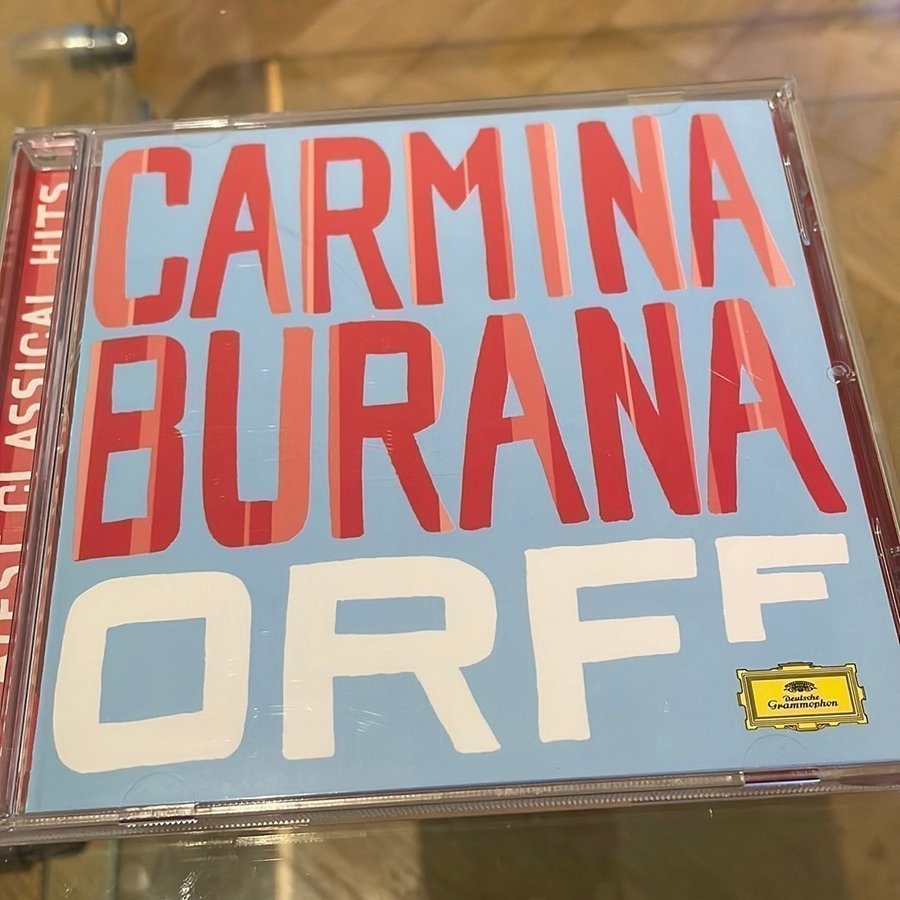 CARMINA
BURANA
ORFF
Deutsche
Grammophon
CLASSICAL HITS